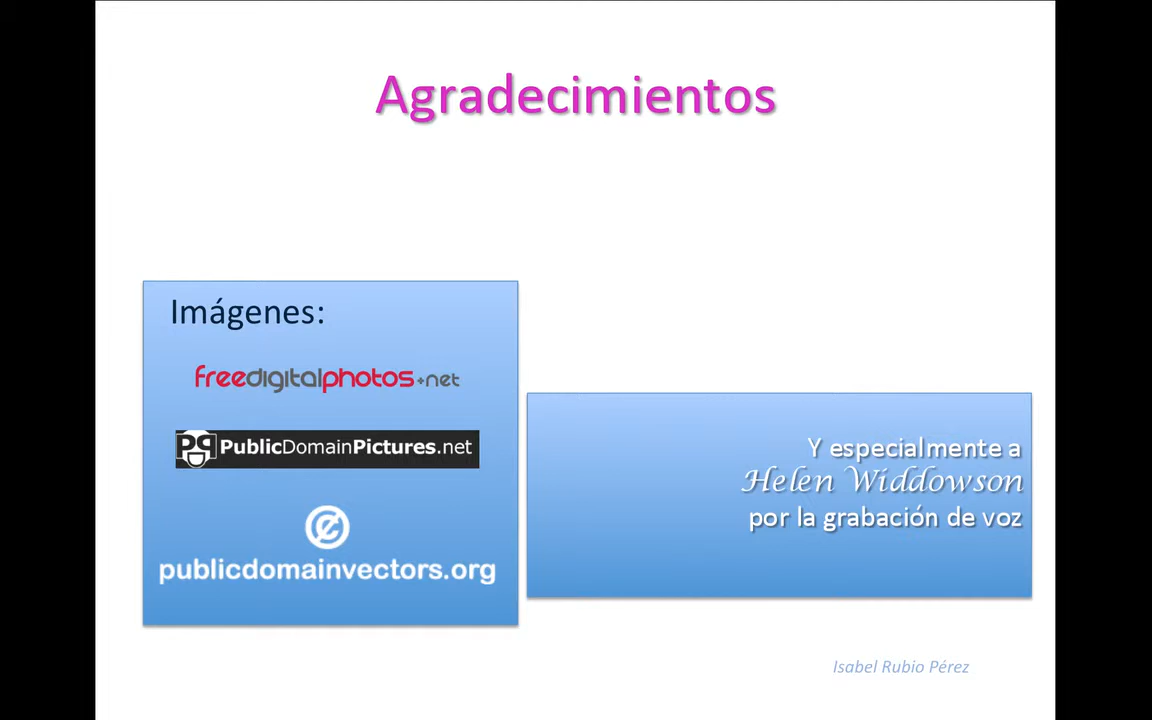 Agradecimientos
Imágenes:
freedigitalphotos.net
PublicDomainPictures.net
publicdomainvectors.org
Y especialmente a
Helen Widdowson
por la grabación de voz
Isabel Rubio Pérez